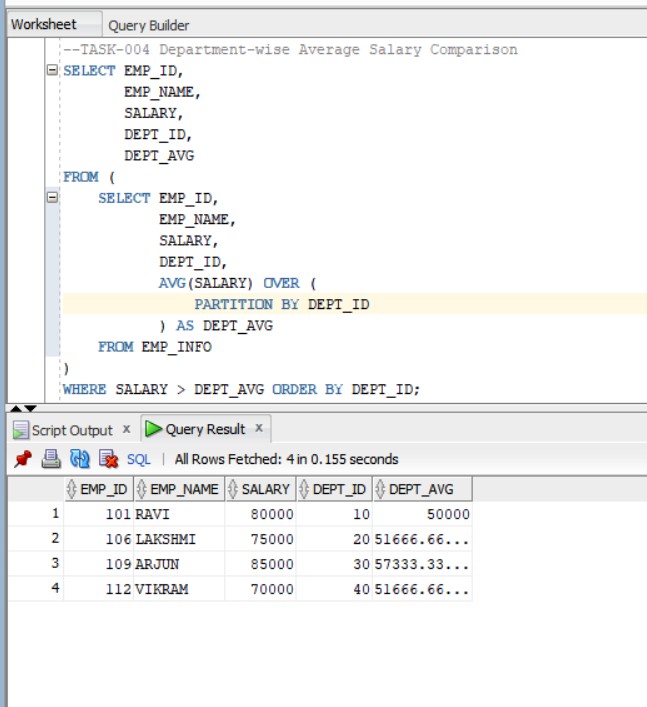 Worksheet Query Builder
--TASK-004 Department-wise Average Salary Comparison
SELECT EMP_ID,
EMP_NAME,
SALARY,
DEPT_ID,
DEPT_AVG
FROM (
SELECT EMP_ID,
EMP_NAME,
SALARY,
DEPT_ID,
AVG(SALARY) OVER (
PARTITION BY DEPT_ID
) AS DEPT_AVG
FROM EMP_INFO
)
WHERE SALARY > DEPT_AVG ORDER BY DEPT_ID;
Script Output x Query Result x
SQL | All Rows Fetched: 4 in 0.155 seconds
EMP_ID EMP_NAME SALARY DEPT_ID DEPT_AVG
1 101 RAVI 80000 10 50000
2 106 LAKSHMI 75000 20 51666.66...
3 109 ARJUN 85000 30 57333.33...
4 112 VIKRAM 70000 40 51666.66...